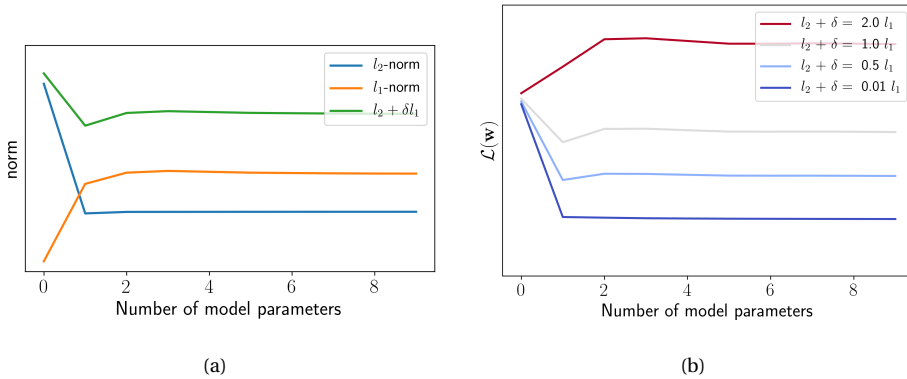 norm
l₂-norm
l₁-norm
l₂ + δl₁
0 2 4 6 8
Number of model parameters
(a)
𝓛(𝐰)
l₂ + δ = 2.0 l₁
l₂ + δ = 1.0 l₁
l₂ + δ = 0.5 l₁
l₂ + δ = 0.01 l₁
0 2 4 6 8
Number of model parameters
(b)